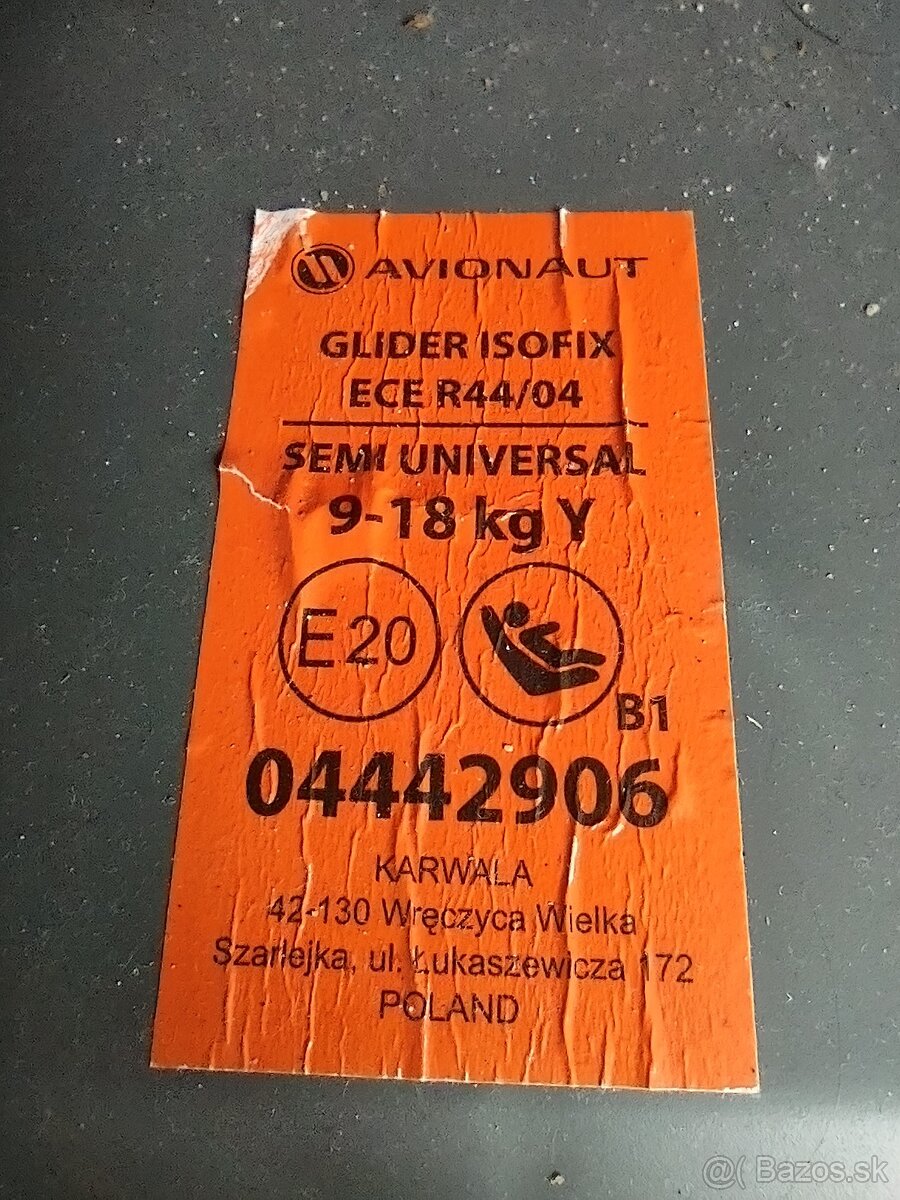 AVIONAUT
GLIDER ISOFIX
ECE R44/04
SEMI UNIVERSAL
9-18 kg Y
E20
B1
04442906
KARWALA
42-130 Wręczyca Wielka
Szarlejka, ul. Łukaszewicza 172
POLAND
@( Bazos.sk